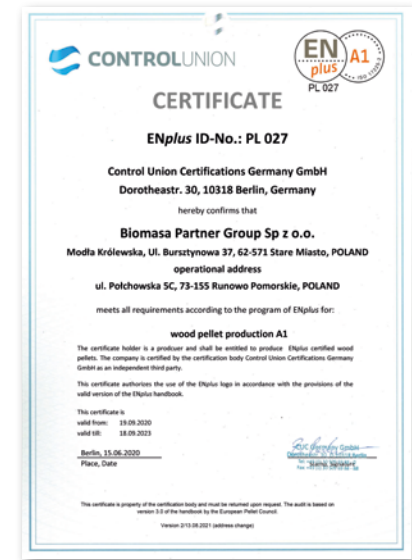 CONTROLUNION
EN
plus
A1
ISO 17225-2
PL 027
CERTIFICATE
ENplus ID-No.: PL 027
Control Union Certifications Germany GmbH
Dorotheastr. 30, 10318 Berlin, Germany
hereby confirms that
Biomasa Partner Group Sp z o.o.
Modła Królewska, Ul. Bursztynowa 37, 62-571 Stare Miasto, POLAND
operational address
ul. Połchowska 5C, 73-155 Runowo Pomorskie, POLAND
meets all requirements according to the program of ENplus for:
wood pellet production A1
The certificate holder is a prodcuer and shall be entitled to produce ENplus certified wood
pellets. The company is certified by the certification body Control Union Certifications Germany
GmbH as an independent third party.
This certificate authorizes the use of the ENplus logo in accordance with the provisions of the
valid version of the ENplus handbook.
This certificate is
valid from: 19.09.2020
valid till: 18.09.2023
Berlin, 15.06.2020
Place, Date
Stamp, Signature
This certificate is property of the certification body and must be returned upon request. The audit is based on
version 3.0 of the handbook by the European Pellet Council.
Version 2/13.08.2021 (address change)